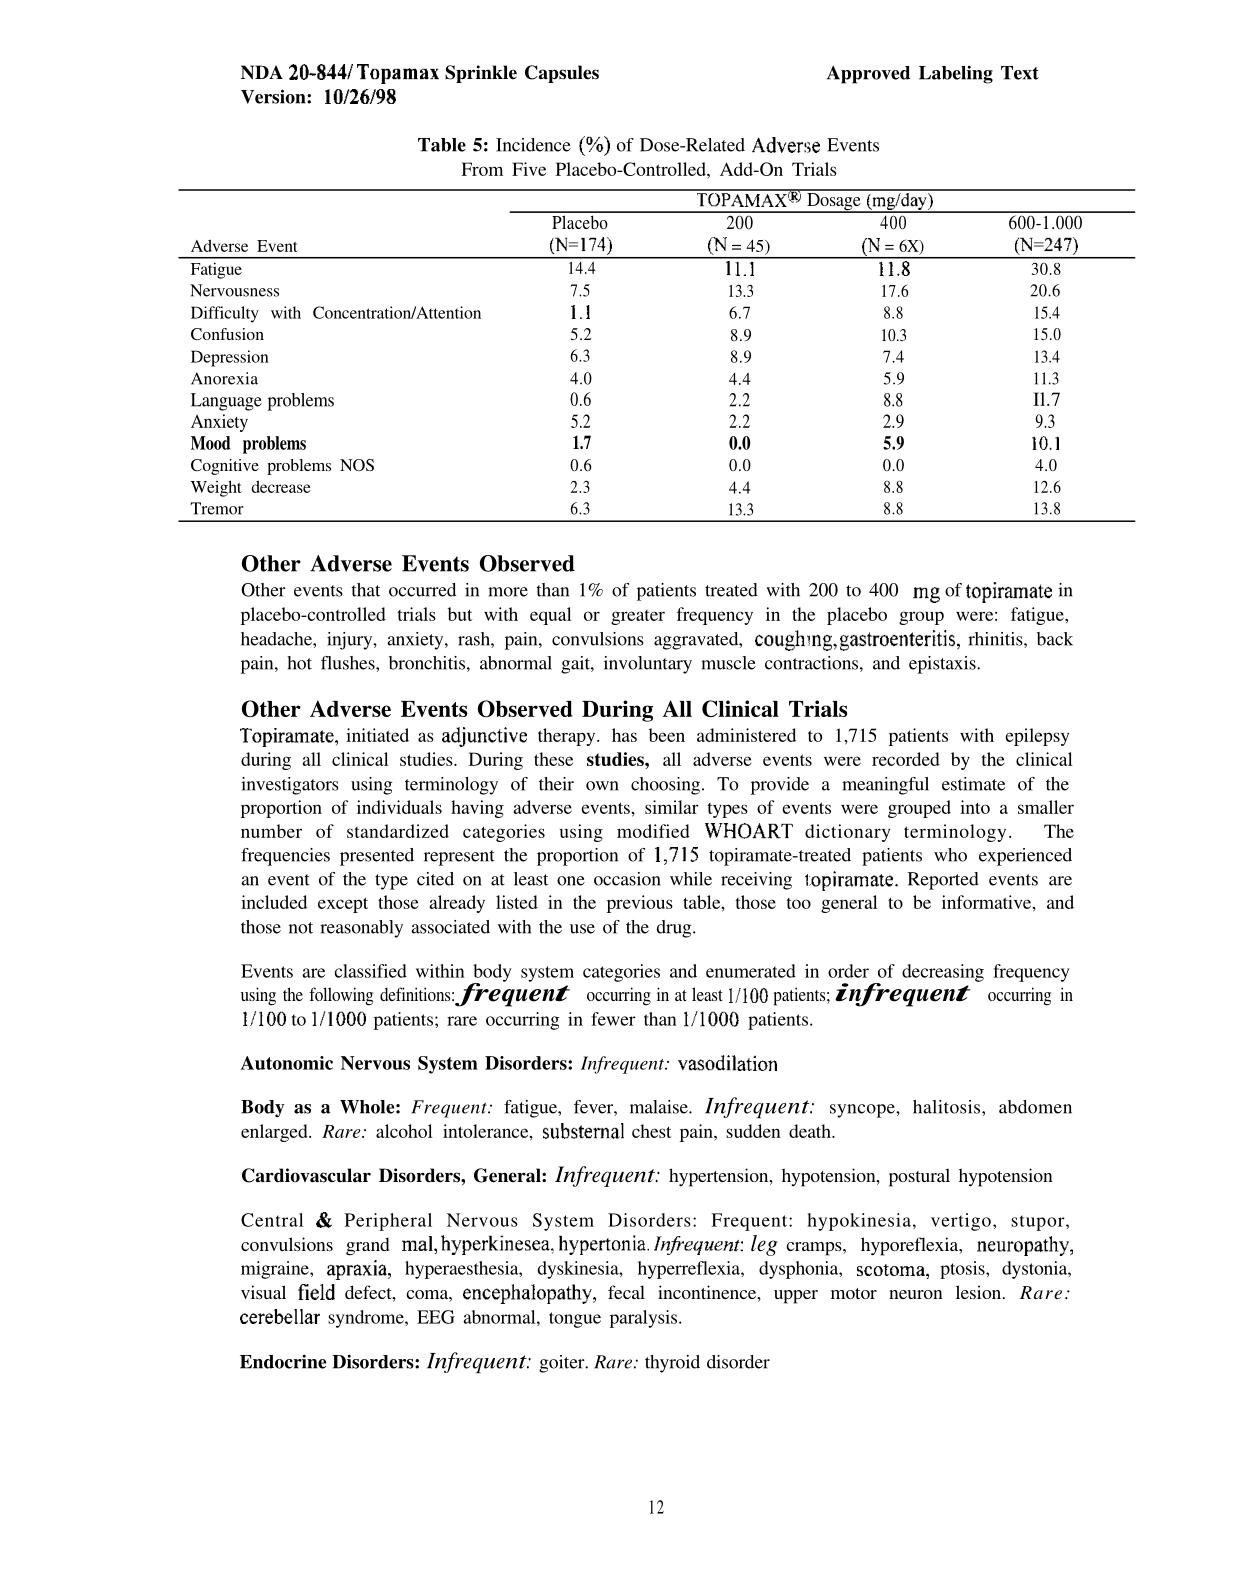 NDA 20-844/ Topamax Sprinkle Capsules Approved Labeling Text
Version: 10/26/98
Table 5: Incidence (%) of Dose-Related Adverse Events
From Five Placebo-Controlled, Add-On Trials
TOPAMAX® Dosage (mg/day)
Placebo 200 400 600-1.000
Adverse Event (N=174) (N = 45) (N = 6X) (N=247)
Fatigue 14.4 11.1 11.8 30.8
Nervousness 7.5 13.3 17.6 20.6
Difficulty with Concentration/Attention 1.1 6.7 8.8 15.4
Confusion 5.2 8.9 10.3 15.0
Depression 6.3 8.9 7.4 13.4
Anorexia 4.0 4.4 5.9 11.3
Language problems 0.6 2.2 8.8 II.7
Anxiety 5.2 2.2 2.9 9.3
Mood problems 1.7 0.0 5.9 10.1
Cognitive problems NOS 0.6 0.0 0.0 4.0
Weight decrease 2.3 4.4 8.8 12.6
Tremor 6.3 13.3 8.8 13.8
Other Adverse Events Observed
Other events that occurred in more than 1% of patients treated with 200 to 400 mg of topiramate in
placebo-controlled trials but with equal or greater frequency in the placebo group were: fatigue,
headache, injury, anxiety, rash, pain, convulsions aggravated, coughing, gastroenteritis, rhinitis, back
pain, hot flushes, bronchitis, abnormal gait, involuntary muscle contractions, and epistaxis.
Other Adverse Events Observed During All Clinical Trials
Topiramate, initiated as adjunctive therapy. has been administered to 1,715 patients with epilepsy
during all clinical studies. During these studies, all adverse events were recorded by the clinical
investigators using terminology of their own choosing. To provide a meaningful estimate of the
proportion of individuals having adverse events, similar types of events were grouped into a smaller
number of standardized categories using modified WHOART dictionary terminology. The
frequencies presented represent the proportion of 1,715 topiramate-treated patients who experienced
an event of the type cited on at least one occasion while receiving topiramate. Reported events are
included except those already listed in the previous table, those too general to be informative, and
those not reasonably associated with the use of the drug.
Events are classified within body system categories and enumerated in order of decreasing frequency
using the following definitions: frequent occurring in at least 1/100 patients; infrequent occurring in
1/100 to 1/1000 patients; rare occurring in fewer than 1/1000 patients.
Autonomic Nervous System Disorders: Infrequent: vasodilation
Body as a Whole: Frequent: fatigue, fever, malaise. Infrequent: syncope, halitosis, abdomen
enlarged. Rare: alcohol intolerance, substernal chest pain, sudden death.
Cardiovascular Disorders, General: Infrequent: hypertension, hypotension, postural hypotension
Central & Peripheral Nervous System Disorders: Frequent: hypokinesia, vertigo, stupor,
convulsions grand mal, hyperkinesea, hypertonia. Infrequent: leg cramps, hyporeflexia, neuropathy,
migraine, apraxia, hyperaesthesia, dyskinesia, hyperreflexia, dysphonia, scotoma, ptosis, dystonia,
visual field defect, coma, encephalopathy, fecal incontinence, upper motor neuron lesion. Rare:
cerebellar syndrome, EEG abnormal, tongue paralysis.
Endocrine Disorders: Infrequent: goiter. Rare: thyroid disorder
12